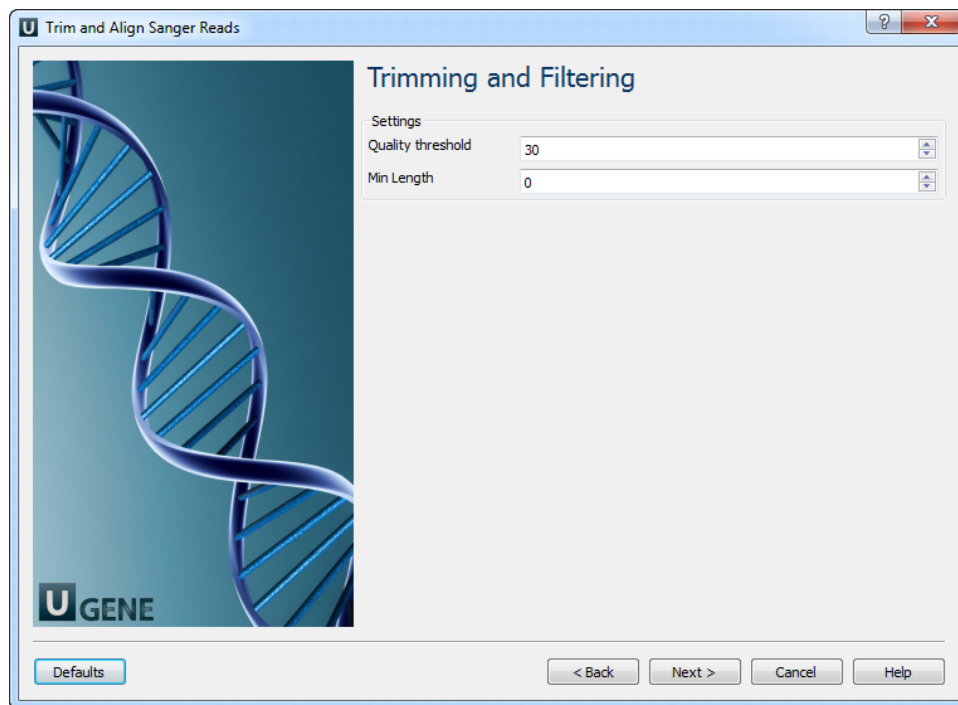 U Trim and Align Sanger Reads
? X
Trimming and Filtering
Settings
Quality threshold 30
Min Length 0
U GENE
Defaults < Back Next > Cancel Help